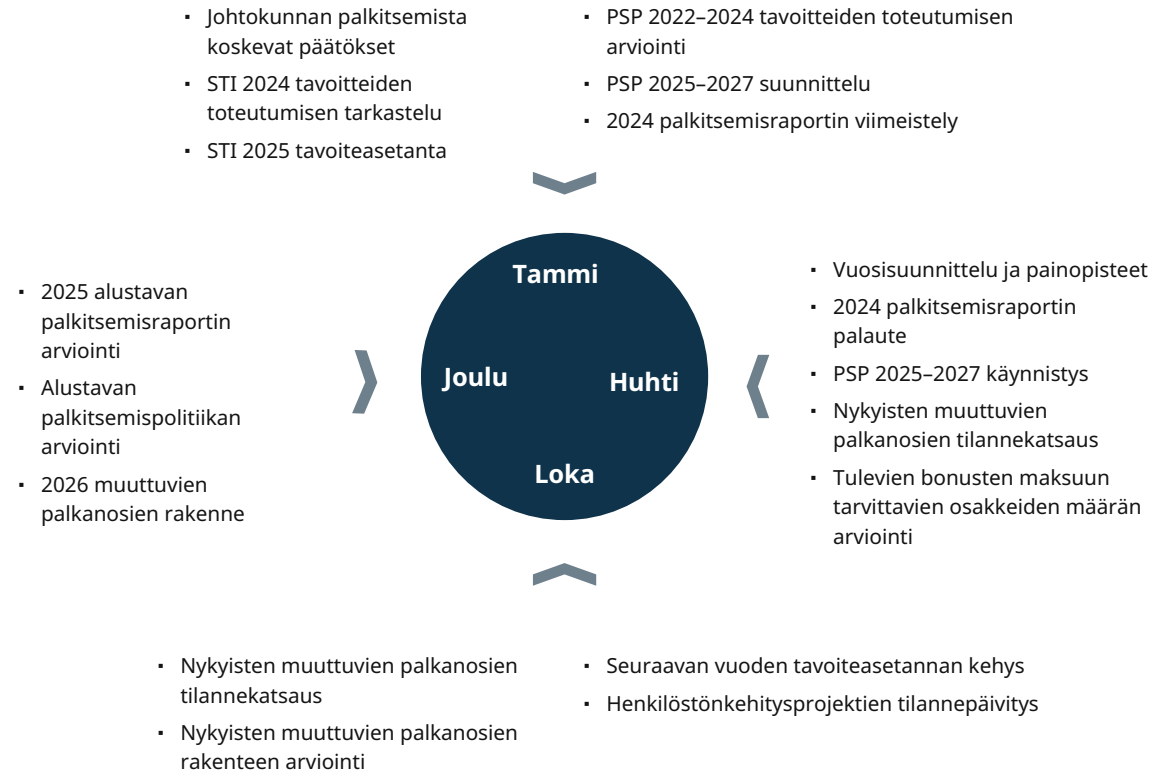 ▪ Johtokunnan palkitsemista
koskevat päätökset
▪ STI 2024 tavoitteiden
toteutumisen tarkastelu
▪ STI 2025 tavoiteasetanta
▪ PSP 2022–2024 tavoitteiden toteutumisen
arviointi
▪ PSP 2025–2027 suunnittelu
▪ 2024 palkitsemisraportin viimeistely
▪ 2025 alustavan
palkitsemisraportin
arviointi
▪ Alustavan
palkitsemispolitiikan
arviointi
▪ 2026 muuttuvien
palkanosien rakenne
Tammi
Joulu
Huhti
Loka
▪ Vuosisuunnittelu ja painopisteet
▪ 2024 palkitsemisraportin
palaute
▪ PSP 2025–2027 käynnistys
▪ Nykyisten muuttuvien
palkanosien tilannekatsaus
▪ Tulevien bonusten maksuun
tarvittavien osakkeiden määrän
arviointi
▪ Nykyisten muuttuvien palkanosien
tilannekatsaus
▪ Nykyisten muuttuvien palkanosien
rakenteen arviointi
▪ Seuraavan vuoden tavoiteasetannan kehys
▪ Henkilöstönkehitysprojektien tilannepäivitys